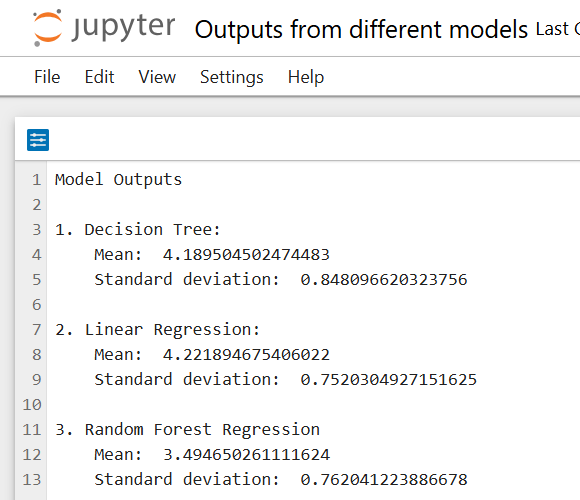 jupyter Outputs from different models Last
File Edit View Settings Help
1 Model Outputs
2
3 1. Decision Tree:
4 Mean: 4.189504502474483
5 Standard deviation: 0.848096620323756
6
7 2. Linear Regression:
8 Mean: 4.221894675406022
9 Standard deviation: 0.7520304927151625
10
11 3. Random Forest Regression
12 Mean: 3.494650261111624
13 Standard deviation: 0.762041223886678